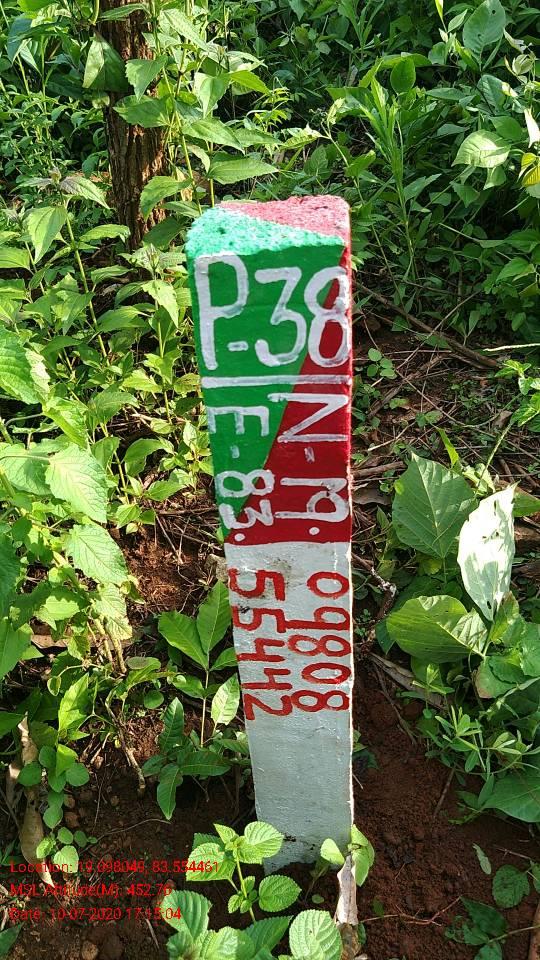 P-38
N-19.
09808
E-83.
55442
Location: 19.098049, 83.554461
MSL Altitude(M): 452.76
Date: 10-07-2020 17:15:04